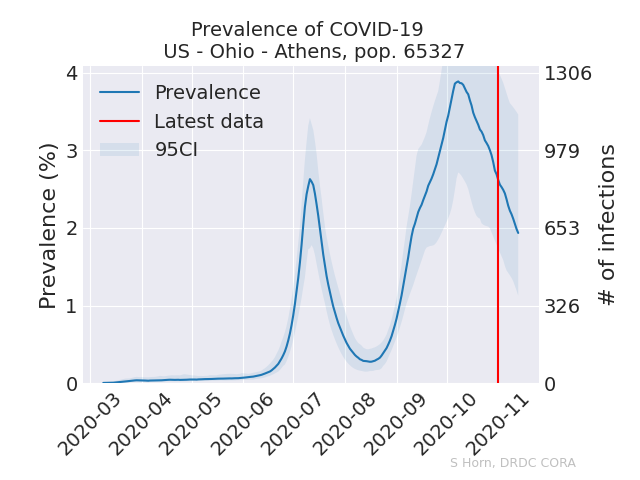 Prevalence of COVID-19
US - Ohio - Athens, pop. 65327
Prevalence
Latest data
95CI
Prevalence (%)
4
3
2
1
0
1306
979
653
326
0
# of infections
2020-03
2020-04
2020-05
2020-06
2020-07
2020-08
2020-09
2020-10
2020-11
S Horn, DRDC CORA